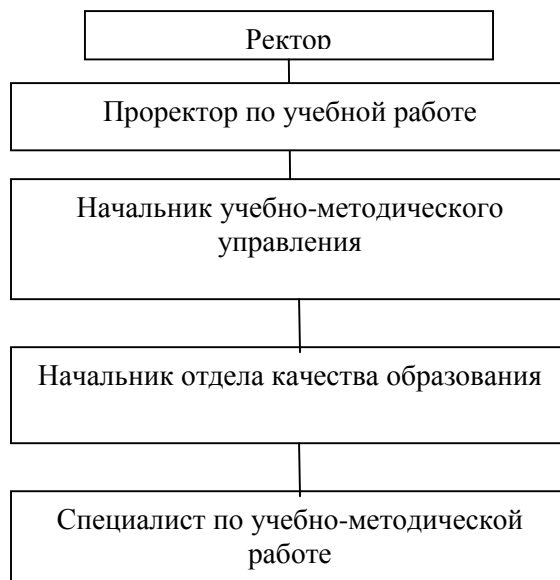 Ректор
Проректор по учебной работе
Начальник учебно-методического
управления
Начальник отдела качества образования
Специалист по учебно-методической
работе